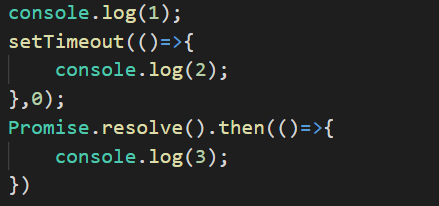 console.log(1);
setTimeout(()=>{
    console.log(2);
},0);
Promise.resolve().then(()=>{
    console.log(3);
})